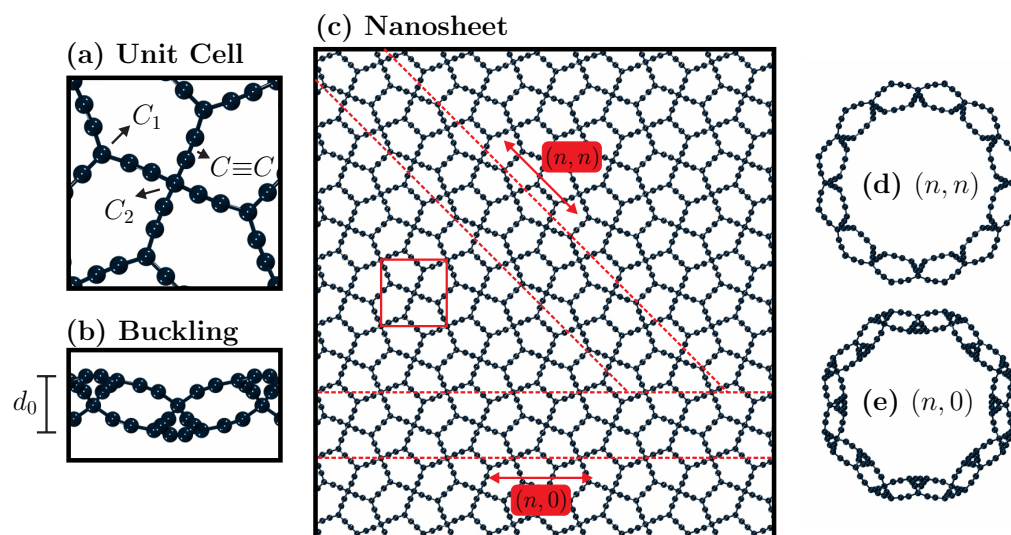 (a) Unit Cell
C₁
C≡C
C₂
(b) Buckling
d₀
(c) Nanosheet
(n, n)
(n, 0)
(d) (n, n)
(e) (n, 0)